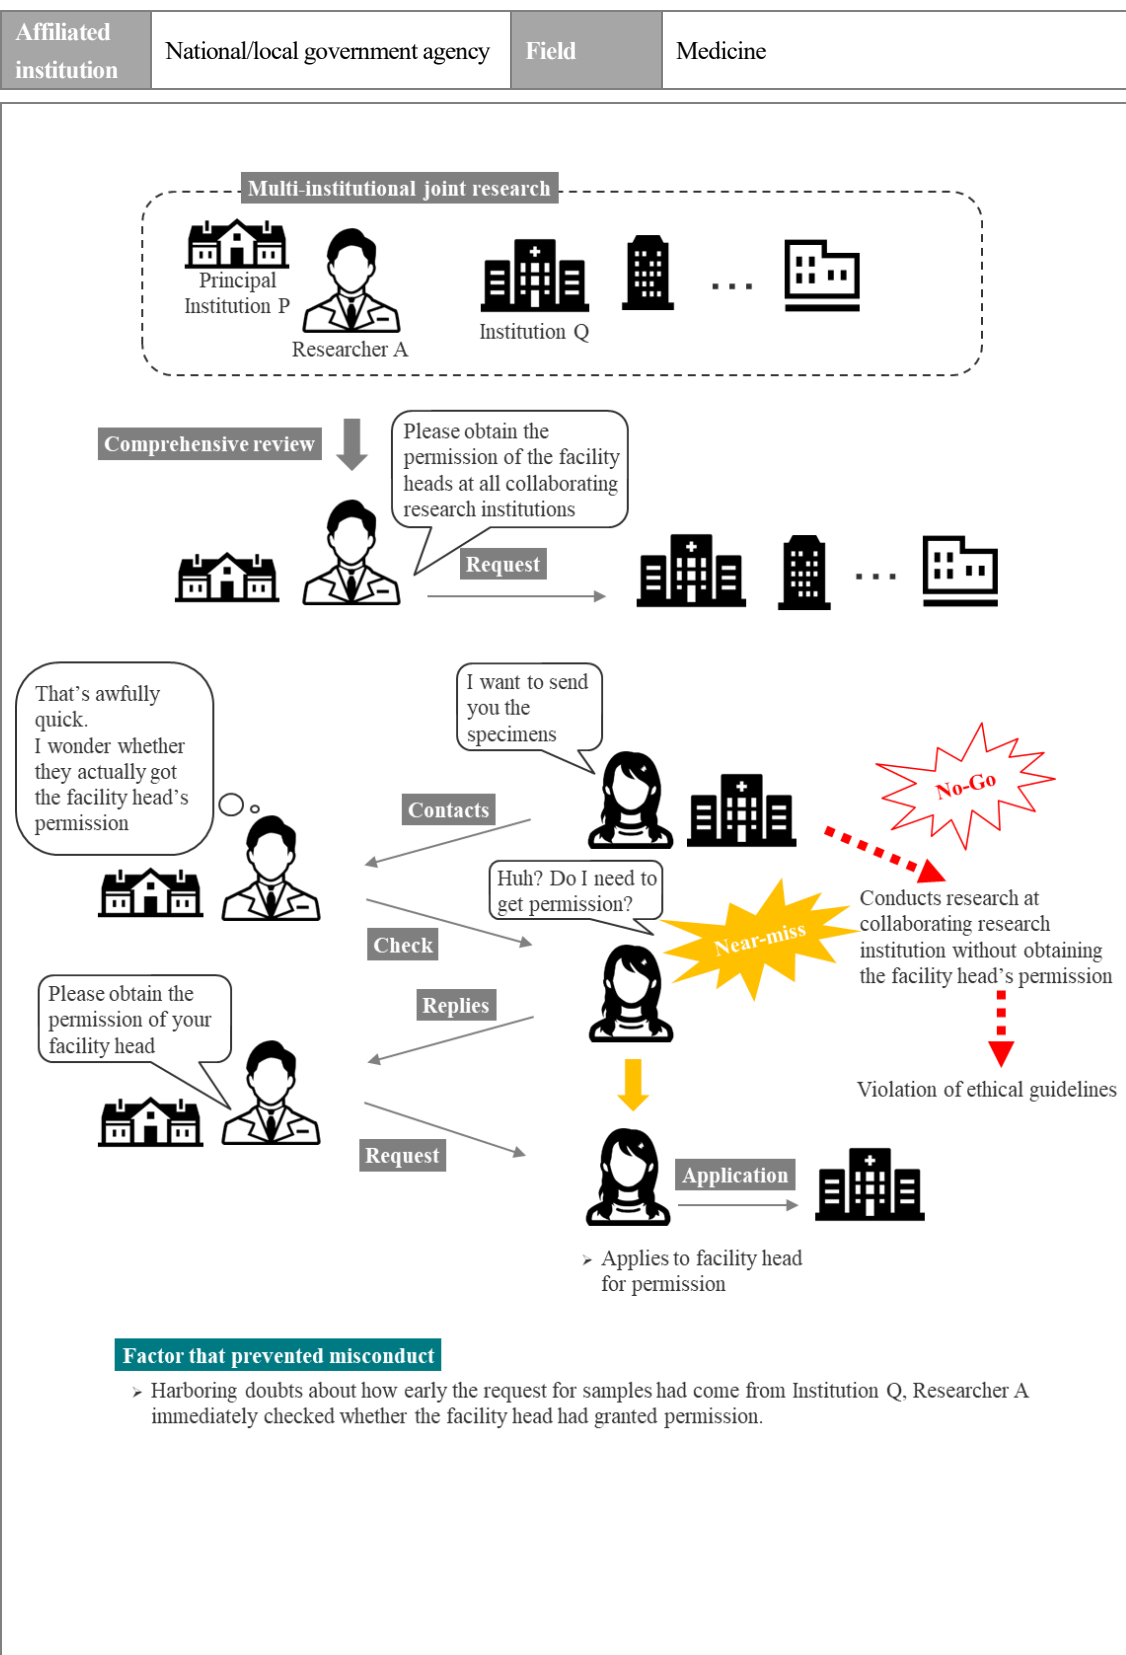 Affiliated
institution
National/local government agency
Field
Medicine
Multi-institutional joint research
Principal
Institution P
Researcher A
Institution Q
...
Comprehensive review
Please obtain the
permission of the facility
heads at all collaborating
research institutions
Request
...
That's awfully
quick.
I wonder whether
they actually got
the facility head's
permission
I want to send
you the
specimens
No-Go
Contacts
Huh? Do I need to
get permission?
Near-miss
Conducts research at
collaborating research
institution without obtaining
the facility head's permission
Check
Replies
Please obtain the
permission of your
facility head
Violation of ethical guidelines
Request
Application
➢ Applies to facility head
for permission
Factor that prevented misconduct
➢ Harboring doubts about how early the request for samples had come from Institution Q, Researcher A
immediately checked whether the facility head had granted permission.